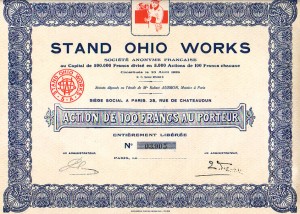 STAND OHIO WORKS
SOCIÉTÉ ANONYME FRANÇAISE
au Capital de 500.000 Francs divisé en 5.000 Actions de 100 Francs chacune
SIÈGE SOCIAL A PARIS, 28, RUE DE CHATEAUDUN
ACTION DE 100 FRANCS AU PORTEUR
ENTIÈREMENT LIBÉRÉE
N°
UN ADMINISTRATEUR
PARIS,
UN ADMINISTRATEUR